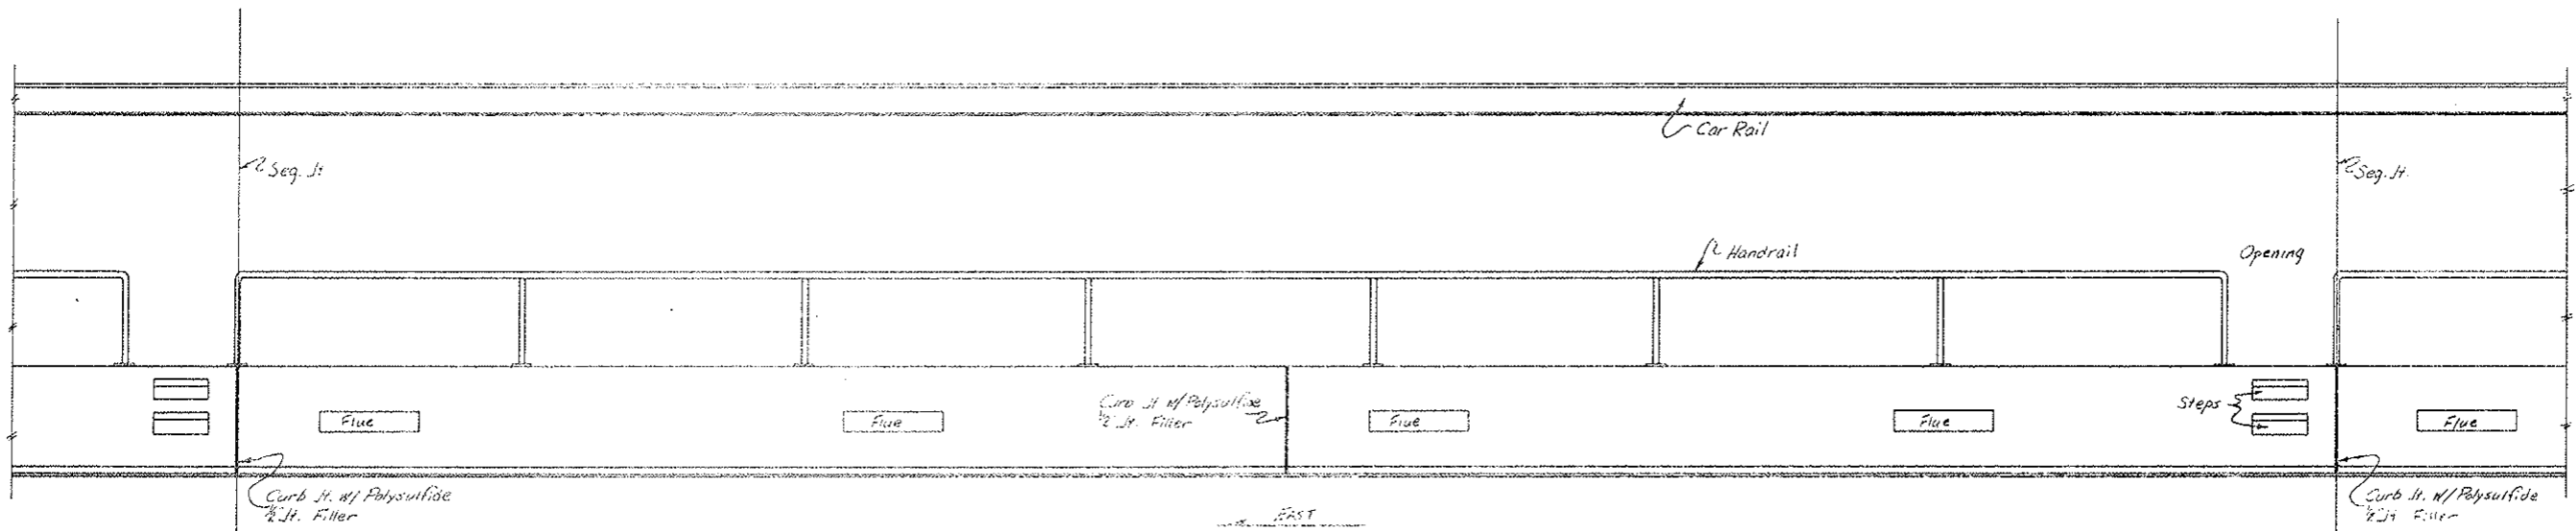 Car Rail
Seg. Jt
Seg. Jt.
Handrail
Opening
Curb Jt w/ Polysulfide
½" Jt. Filler
Steps
Flue
Flue
Flue
Flue
Flue
Curb Jt. w/ Polysulfide
½" Jt. Filler
EAST
Curb Jt. w/ Polysulfide
½" Jt Filler